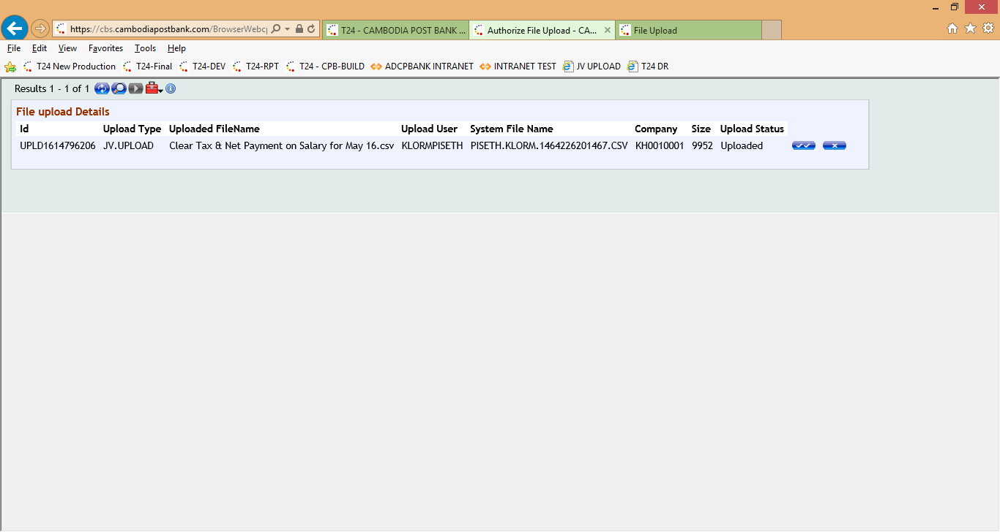 https://cbs.cambodiapostbank.com/BrowserWebcp
T24 - CAMBODIA POST BANK ...
Authorize File Upload - CA...
File Upload
File Edit View Favorites Tools Help
T24 New Production T24-Final T24-DEV T24-RPT T24 - CPB-BUILD ADCPBANK INTRANET INTRANET TEST JV UPLOAD T24 DR
Results 1 - 1 of 1
File upload Details
Id Upload Type Uploaded FileName Upload User System File Name Company Size Upload Status
UPLD1614796206 JV.UPLOAD Clear Tax & Net Payment on Salary for May 16.csv KLORMPISETH PISETH.KLORM.1464226201467.CSV KH0010001 9952 Uploaded